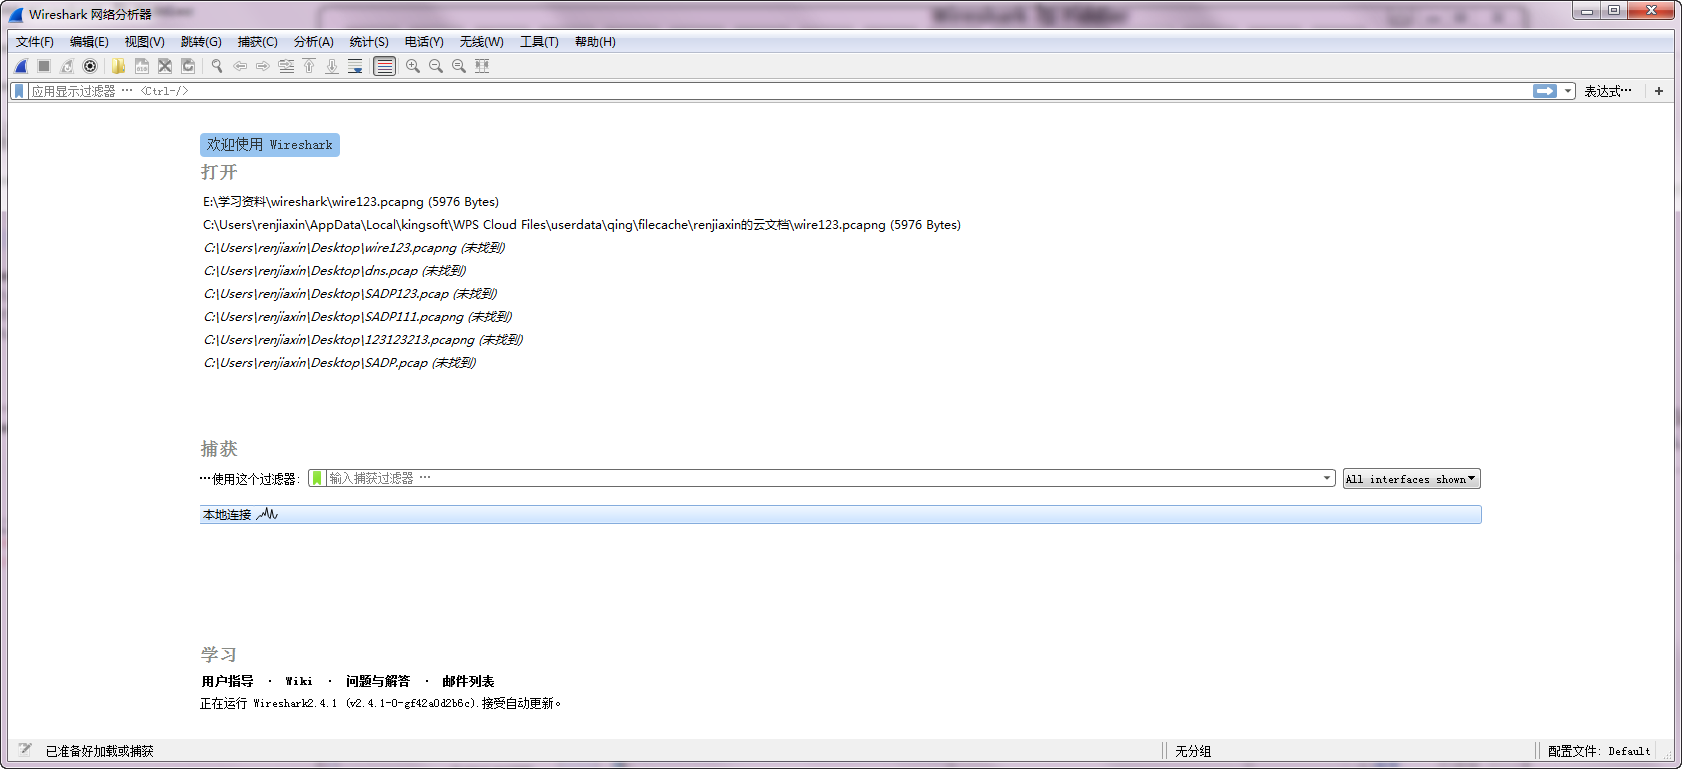 Wireshark 网络分析器
文件(F) 编辑(E) 视图(V) 跳转(G) 捕获(C) 分析(A) 统计(S) 电话(Y) 无线(W) 工具(T) 帮助(H)
应用显示过滤器 … <Ctrl-/> 表达式… +
欢迎使用 Wireshark
打开
E:\学习资料\wireshark\wire123.pcapng (5976 Bytes)
C:\Users\renjiaxin\AppData\Local\kingsoft\WPS Cloud Files\userdata\qing\filecache\renjiaxin的云文档\wire123.pcapng (5976 Bytes)
C:\Users\renjiaxin\Desktop\wire123.pcapng (未找到)
C:\Users\renjiaxin\Desktop\dns.pcap (未找到)
C:\Users\renjiaxin\Desktop\SADP123.pcap (未找到)
C:\Users\renjiaxin\Desktop\SADP111.pcapng (未找到)
C:\Users\renjiaxin\Desktop\123123213.pcapng (未找到)
C:\Users\renjiaxin\Desktop\SADP.pcap (未找到)
捕获
…使用这个过滤器: 输入捕获过滤器 … All interfaces shown
本地连接
学习
用户指导 · Wiki · 问题与解答 · 邮件列表
正在运行 Wireshark2.4.1 (v2.4.1-0-gf42a0d2b6c).接受自动更新。
已准备好加载或捕获 无分组 配置文件: Default